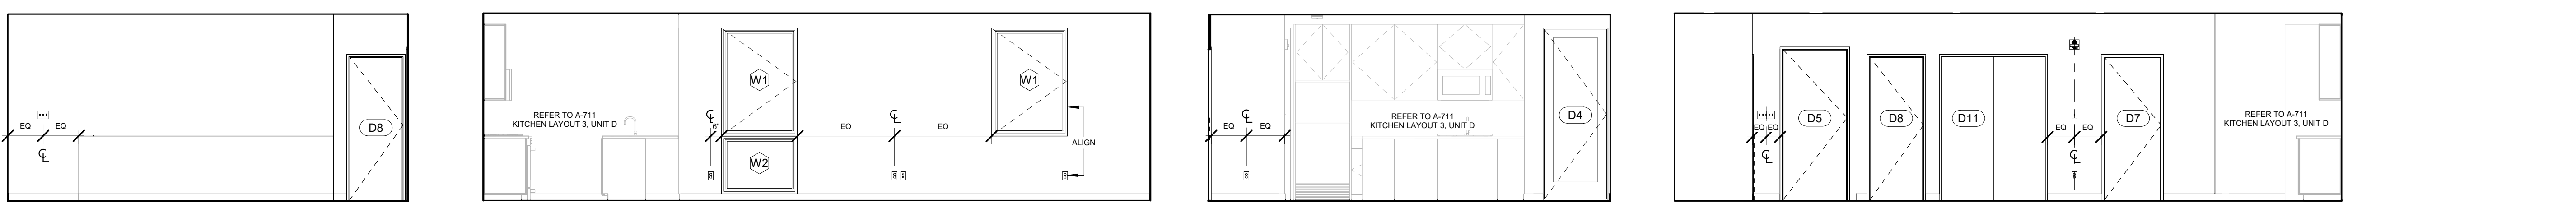 EQ EQ
℄
D8
REFER TO A-711
KITCHEN LAYOUT 3, UNIT D
℄
6"
W1
W2
EQ
℄
EQ
W1
ALIGN
℄
EQ EQ
REFER TO A-711
KITCHEN LAYOUT 3, UNIT D
D4
EQ EQ
℄
D5
D8
D11
EQ EQ
℄
D7
REFER TO A-711
KITCHEN LAYOUT 3, UNIT D